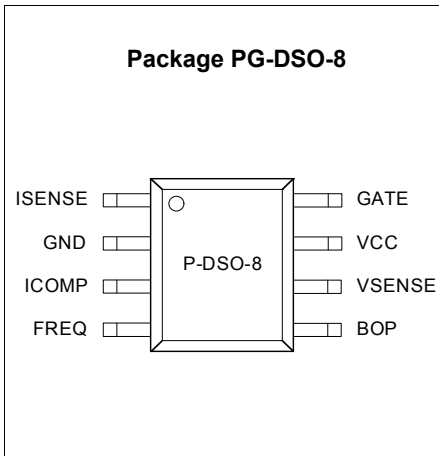 Package PG-DSO-8
ISENSE
GATE
GND
VCC
P-DSO-8
ICOMP
VSENSE
FREQ
BOP